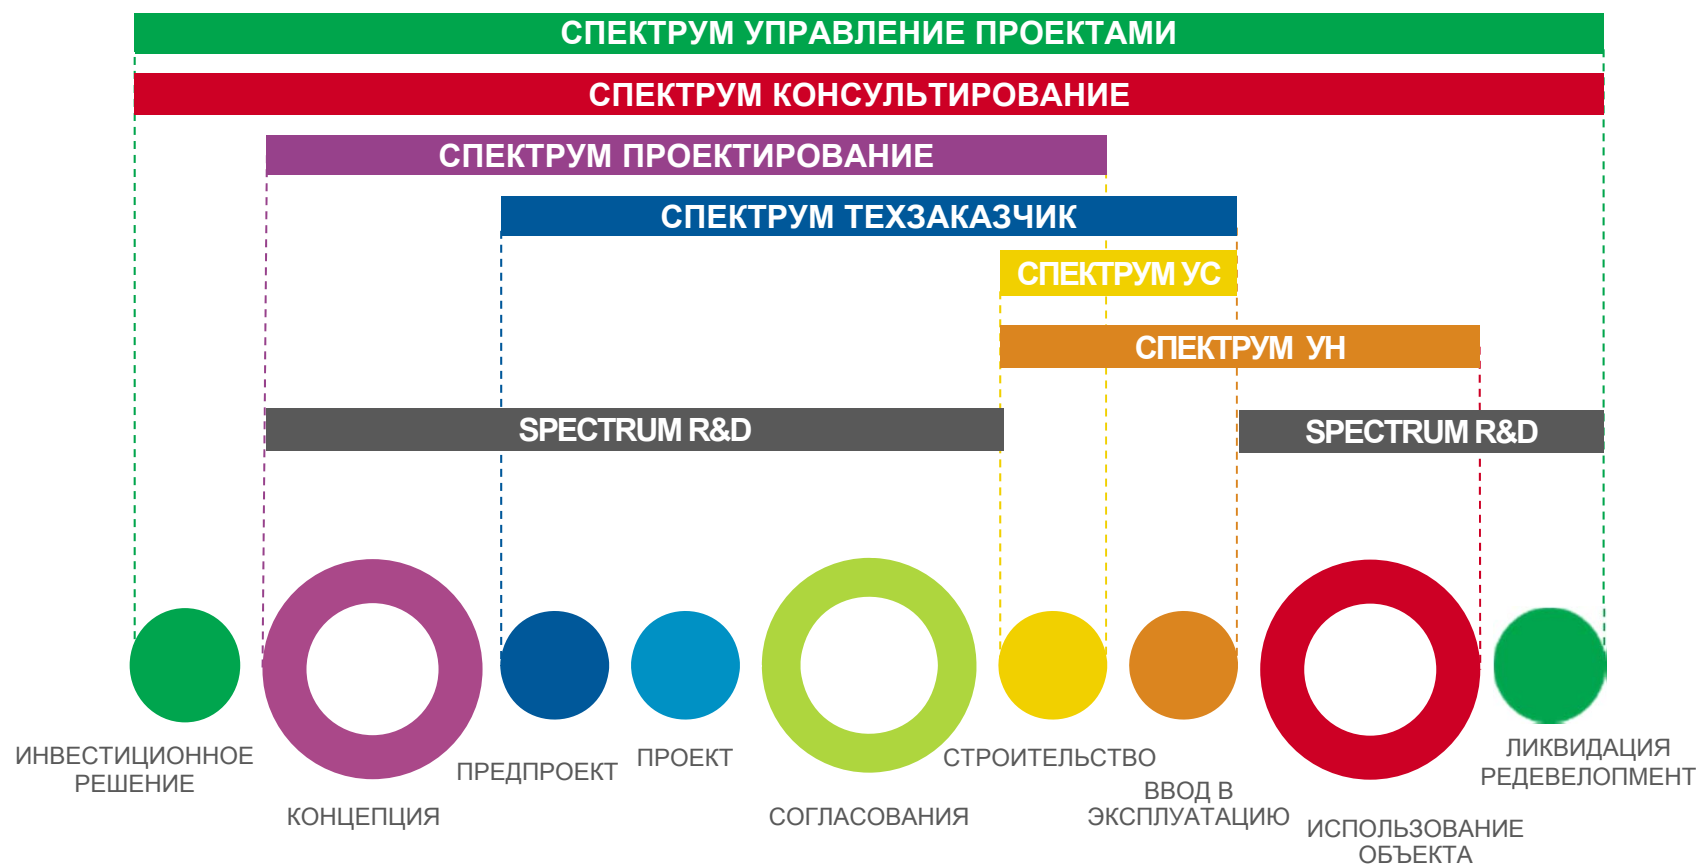 СПЕКТРУМ УПРАВЛЕНИЕ ПРОЕКТАМИ
СПЕКТРУМ КОНСУЛЬТИРОВАНИЕ
СПЕКТРУМ ПРОЕКТИРОВАНИЕ
СПЕКТРУМ ТЕХЗАКАЗЧИК
СПЕКТРУМ УС
СПЕКТРУМ УН
SPECTRUM R&D
SPECTRUM R&D
ИНВЕСТИЦИОННОЕ
РЕШЕНИЕ
КОНЦЕПЦИЯ
ПРЕДПРОЕКТ
ПРОЕКТ
СОГЛАСОВАНИЯ
СТРОИТЕЛЬСТВО
ВВОД В
ЭКСПЛУАТАЦИЮ
ИСПОЛЬЗОВАНИЕ
ОБЪЕКТА
ЛИКВИДАЦИЯ
РЕДЕВЕЛОПМЕНТ